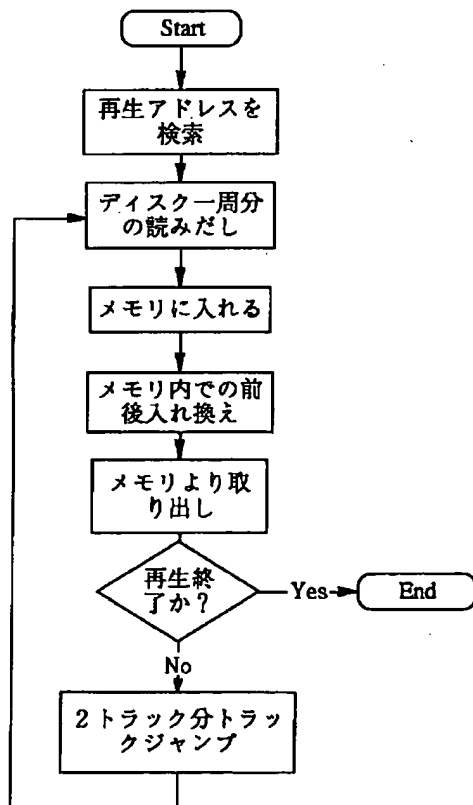 Start
再生アドレスを
検索
ディスク一周分
の読みだし
メモリに入れる
メモリ内での前
後入れ換え
メモリより取
り出し
再生終
了か？
Yes
End
No
２トラック分トラッ
クジャンプ